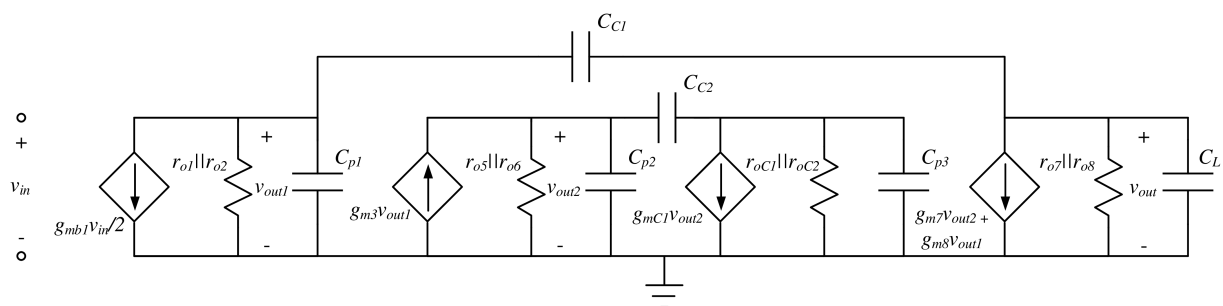 C_C1
C_C2
+
v_in
-
g_mb1v_in/2
r_o1||r_o2
+
v_out1
-
C_p1
g_m3v_out1
r_o5||r_o6
+
v_out2
-
C_p2
g_mC1v_out2
r_oC1||r_oC2
C_p3
g_m7v_out2 +
g_m8v_out1
r_o7||r_o8
+
v_out
-
C_L